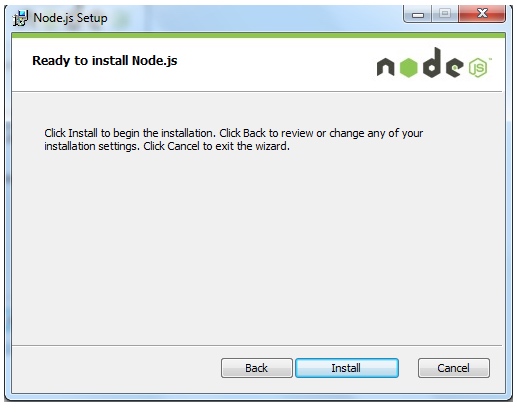 Node.js Setup
Ready to install Node.js
node
JS
Click Install to begin the installation. Click Back to review or change any of your
installation settings. Click Cancel to exit the wizard.
Back
Install
Cancel